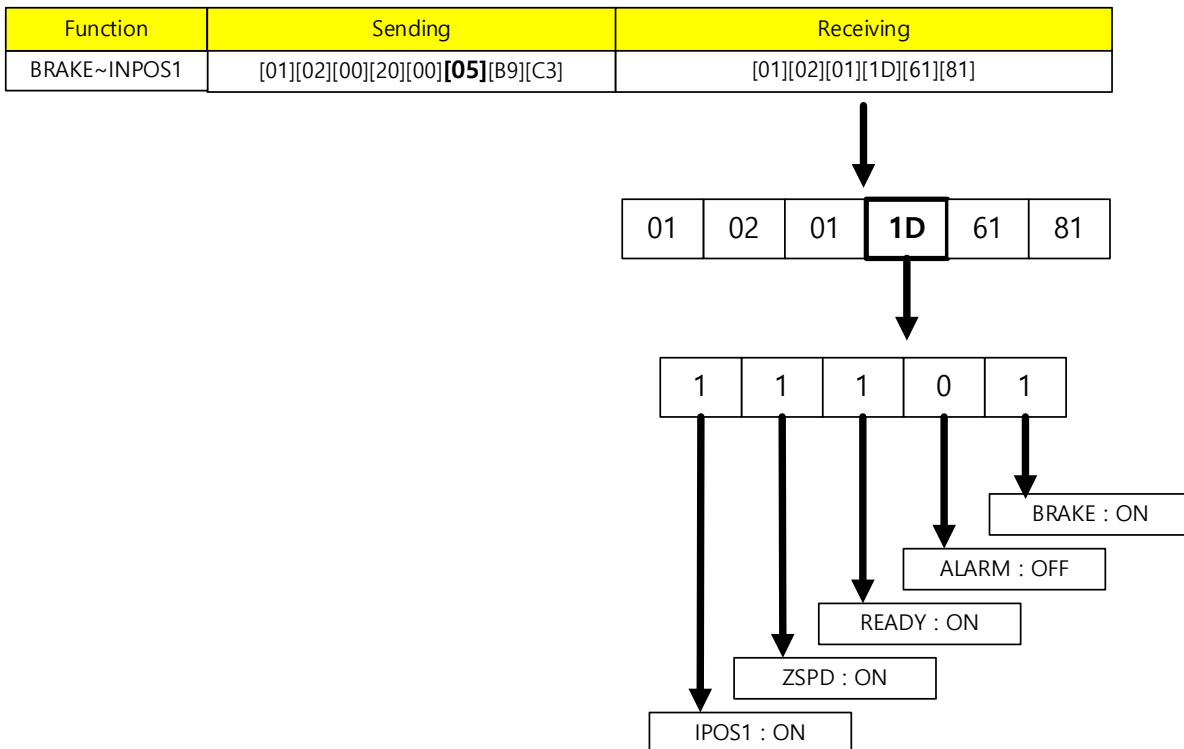 Function Sending Receiving
BRAKE~INPOS1 [01][02][00][20][00][05][B9][C3] [01][02][01][1D][61][81]
01 02 01 1D 61 81
1 1 1 0 1
BRAKE : ON
ALARM : OFF
READY : ON
ZSPD : ON
IPOS1 : ON